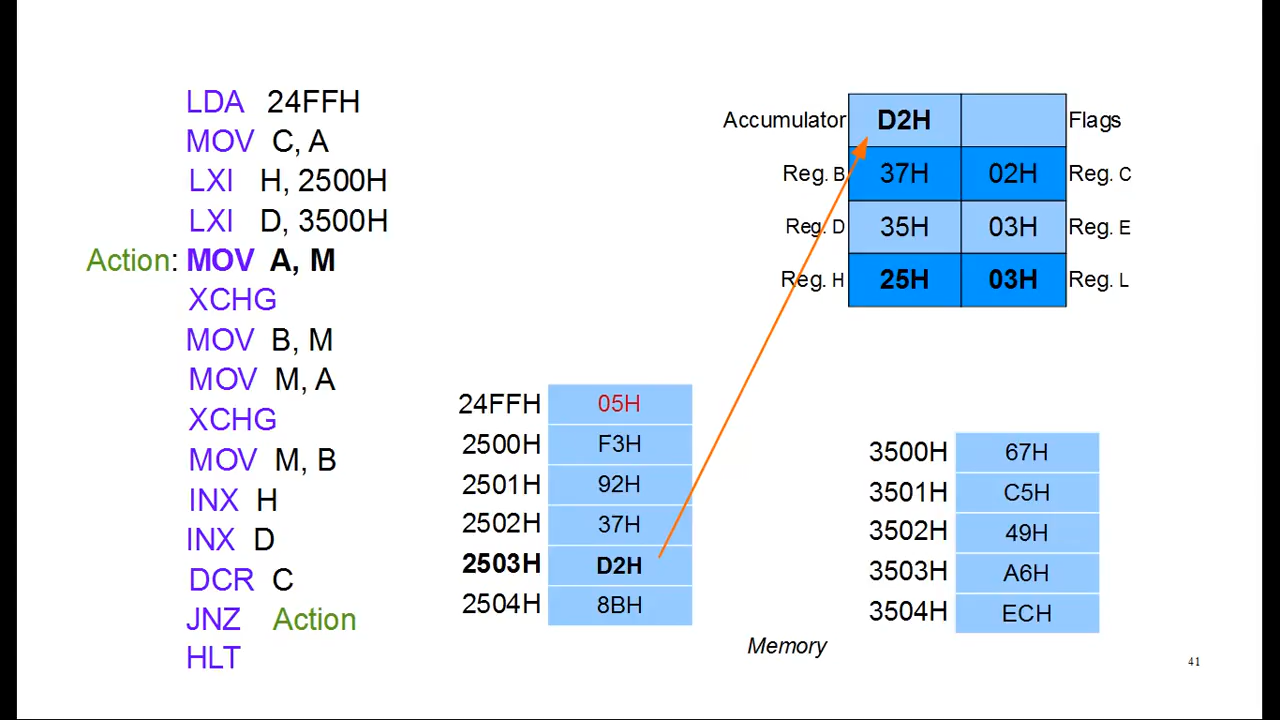 LDA 24FFH
MOV C, A
LXI H, 2500H
LXI D, 3500H
Action: MOV A, M
XCHG
MOV B, M
MOV M, A
XCHG
MOV M, B
INX H
INX D
DCR C
JNZ Action
HLT
Accumulator D2H Flags
Reg. B 37H 02H Reg. C
Reg. D 35H 03H Reg. E
Reg. H 25H 03H Reg. L
24FFH 05H
2500H F3H
2501H 92H
2502H 37H
2503H D2H
2504H 8BH
3500H 67H
3501H C5H
3502H 49H
3503H A6H
3504H ECH
Memory
41